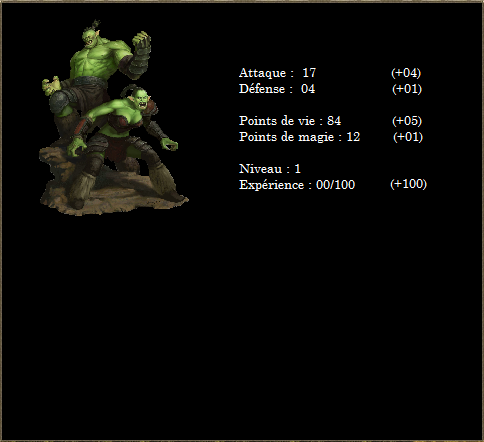 Attaque : 17 (+04)
Défense : 04 (+01)
Points de vie : 84 (+05)
Points de magie : 12 (+01)
Niveau : 1
Expérience : 00/100 (+100)